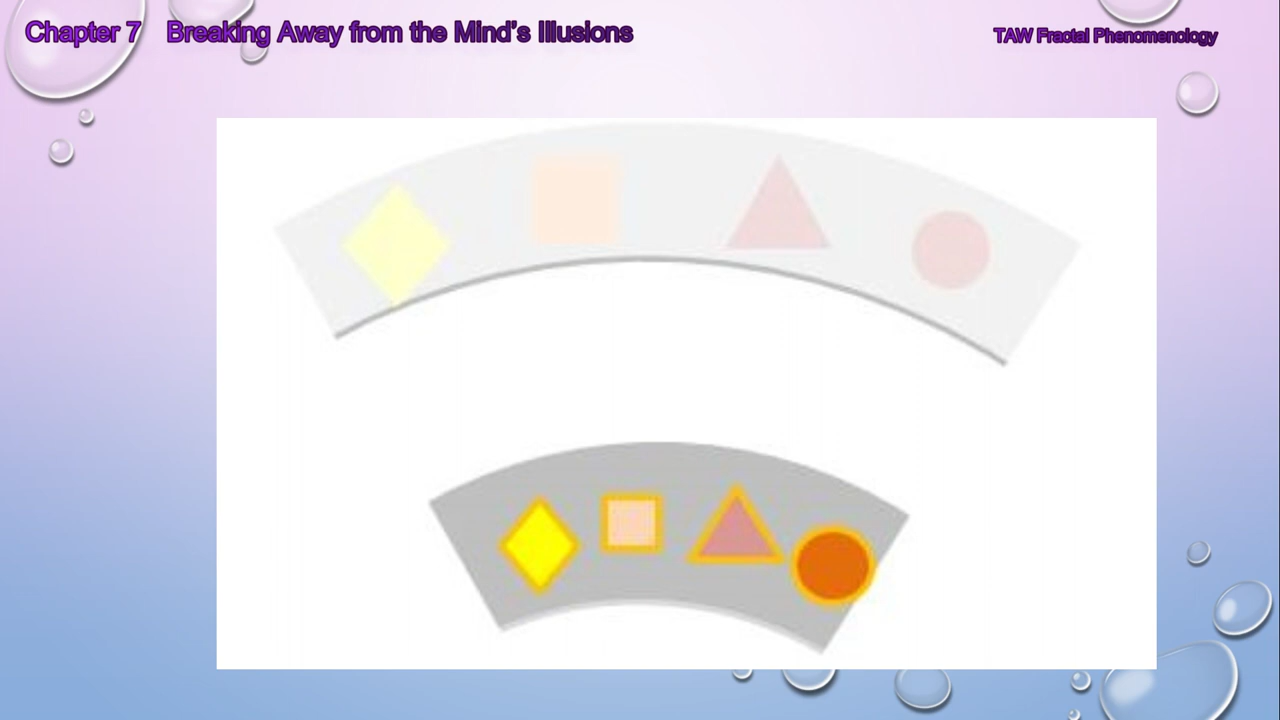 Chapter 7 Breaking Away from the Mind's Illusions
TAW Fractal Phenomenology